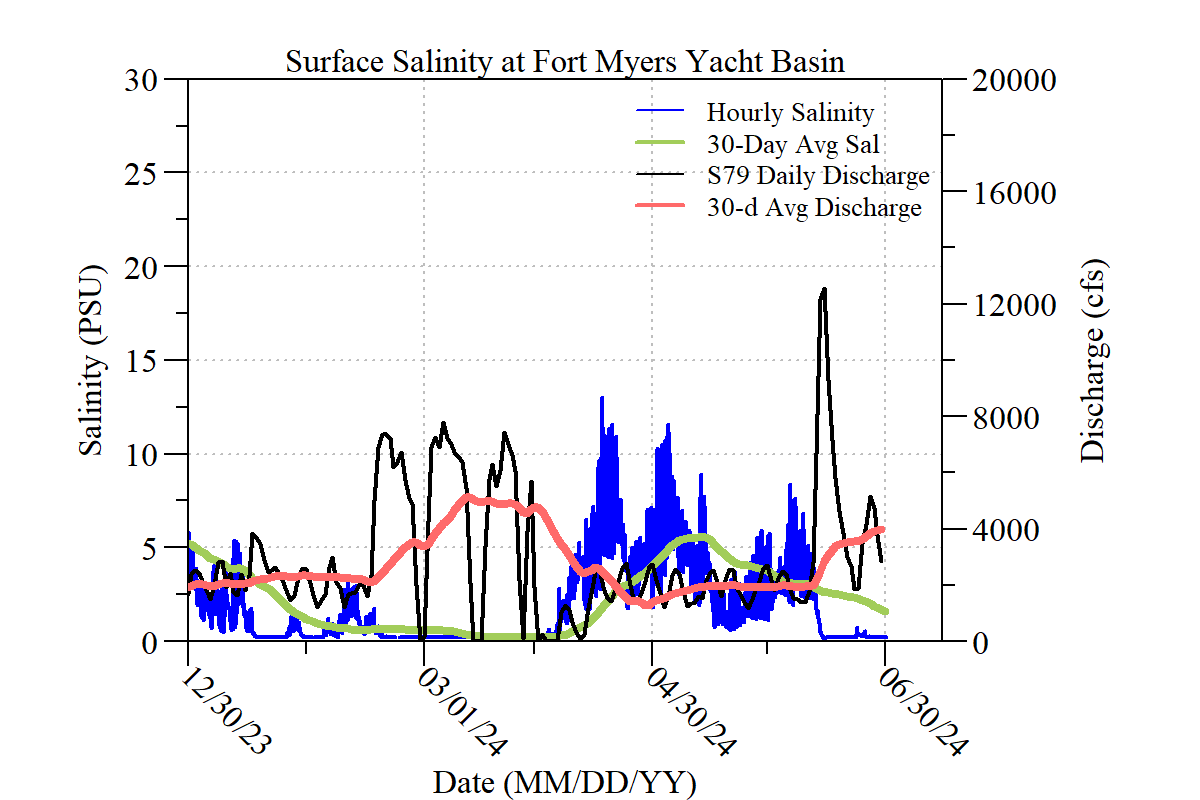 Surface Salinity at Fort Myers Yacht Basin
30
25
20
15
10
5
0
Salinity (PSU)
20000
16000
12000
8000
4000
0
Discharge (cfs)
Hourly Salinity
30-Day Avg Sal
S79 Daily Discharge
30-d Avg Discharge
12/30/23
03/01/24
04/30/24
06/30/24
Date (MM/DD/YY)